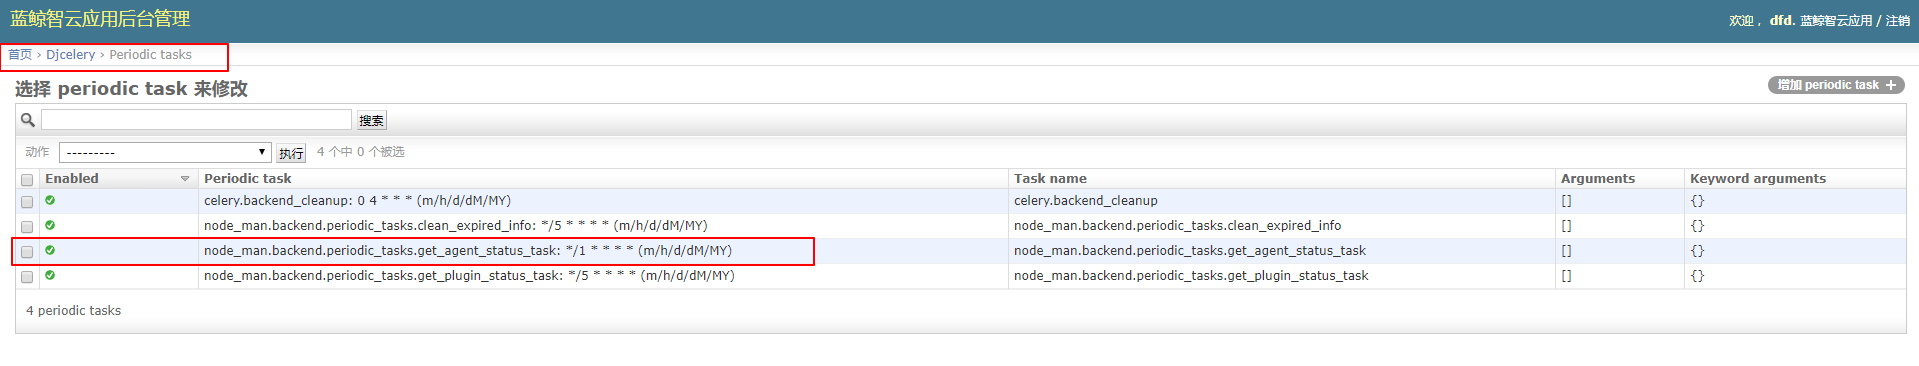 蓝鲸智云应用后台管理
欢迎， dfd. 蓝鲸智云应用 / 注销
首页 › Djcelery › Periodic tasks
选择 periodic task 来修改
增加 periodic task +
搜索
动作 --------- 执行 4 个中 0 个被选
Enabled Periodic task Task name Arguments Keyword arguments
celery.backend_cleanup: 0 4 * * * (m/h/d/dM/MY) celery.backend_cleanup [] {}
node_man.backend.periodic_tasks.clean_expired_info: */5 * * * * (m/h/d/dM/MY) node_man.backend.periodic_tasks.clean_expired_info [] {}
node_man.backend.periodic_tasks.get_agent_status_task: */1 * * * * (m/h/d/dM/MY) node_man.backend.periodic_tasks.get_agent_status_task [] {}
node_man.backend.periodic_tasks.get_plugin_status_task: */5 * * * * (m/h/d/dM/MY) node_man.backend.periodic_tasks.get_plugin_status_task [] {}
4 periodic tasks